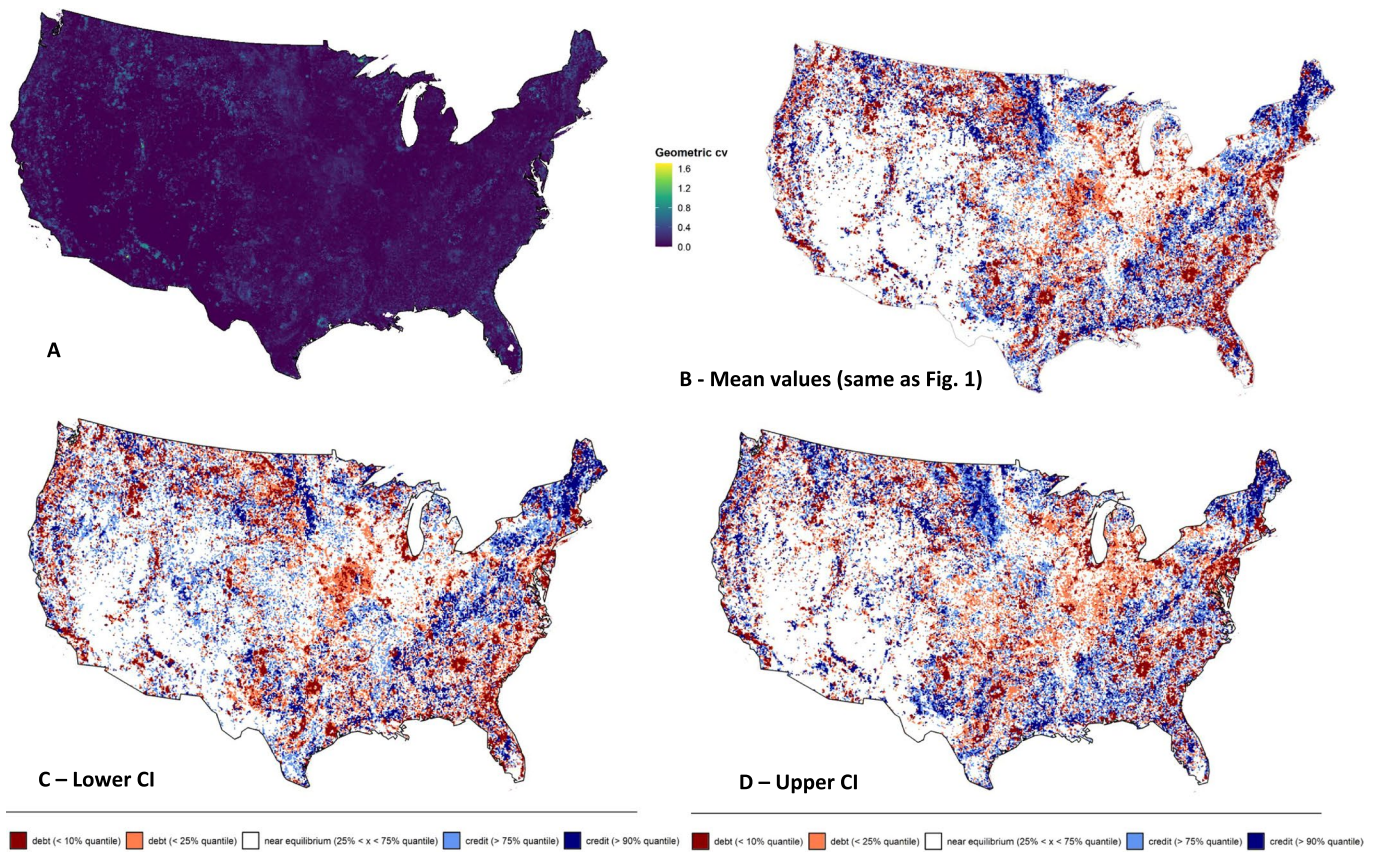 Geometric cv
1.6
1.2
0.8
0.4
0.0
A
B - Mean values (same as Fig. 1)
C – Lower CI
D – Upper CI
debt (< 10% quantile) debt (< 25% quantile) near equilibrium (25% < x < 75% quantile) credit (> 75% quantile) credit (> 90% quantile)
debt (< 10% quantile) debt (< 25% quantile) near equilibrium (25% < x < 75% quantile) credit (> 75% quantile) credit (> 90% quantile)